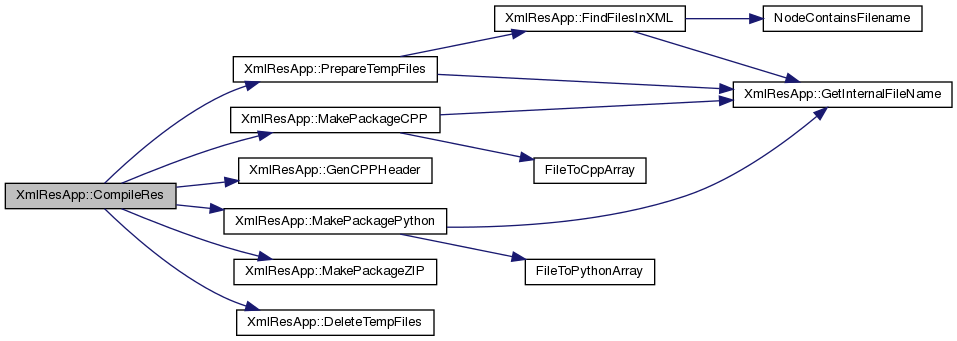 XmlResApp::FindFilesInXML
NodeContainsFilename
XmlResApp::PrepareTempFiles
XmlResApp::GetInternalFileName
XmlResApp::MakePackageCPP
XmlResApp::GenCPPHeader
FileToCppArray
XmlResApp::CompileRes
XmlResApp::MakePackagePython
XmlResApp::MakePackageZIP
FileToPythonArray
XmlResApp::DeleteTempFiles